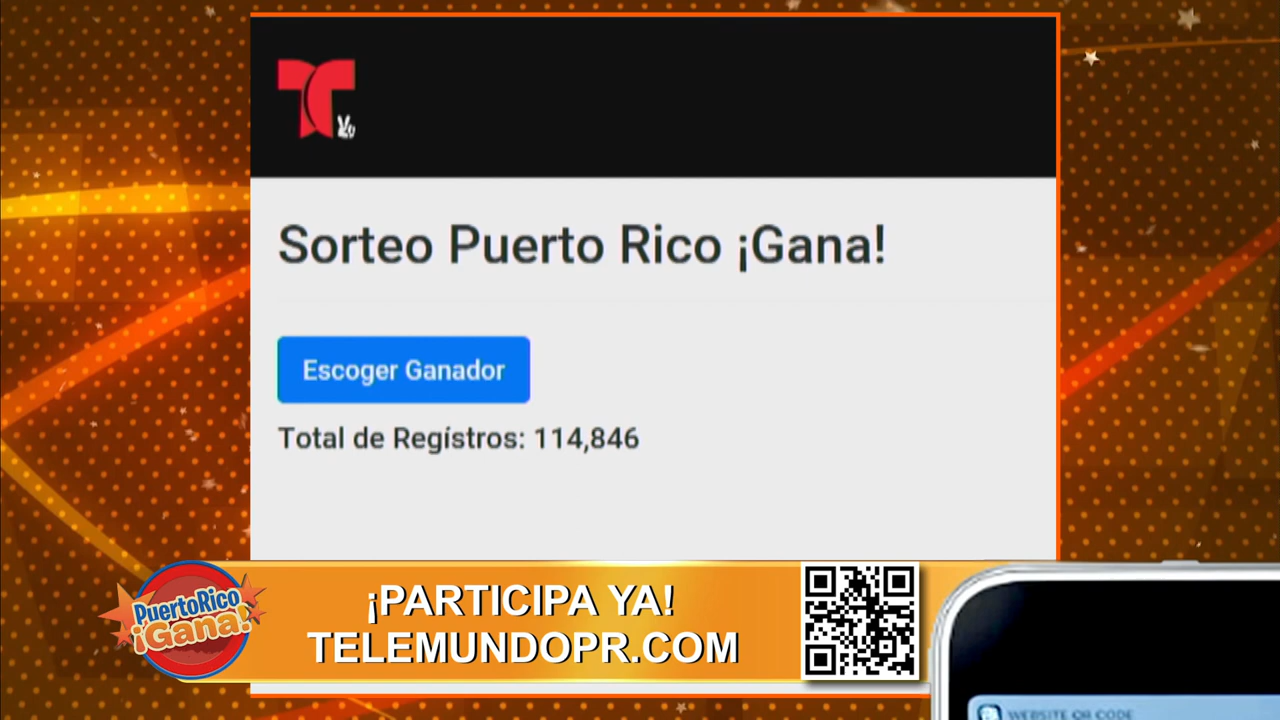 Sorteo Puerto Rico ¡Gana!
Escoger Ganador
Total de Regístros: 114,846
PuertoRico
¡Gana!
¡PARTICIPA YA!
TELEMUNDOPR.COM
WEBSITE QR CODE